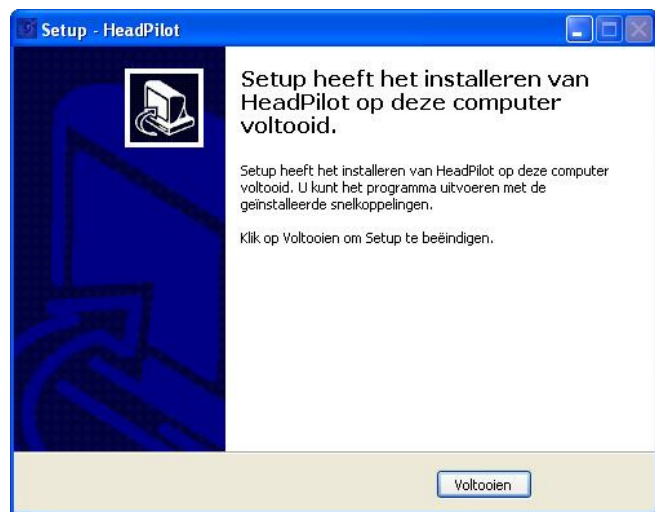 Setup - HeadPilot
Setup heeft het installeren van
HeadPilot op deze computer
voltooid.
Setup heeft het installeren van HeadPilot op deze computer
voltooid. U kunt het programma uitvoeren met de
geïnstalleerde snelkoppelingen.
Klik op Voltooien om Setup te beëindigen.
Voltooien